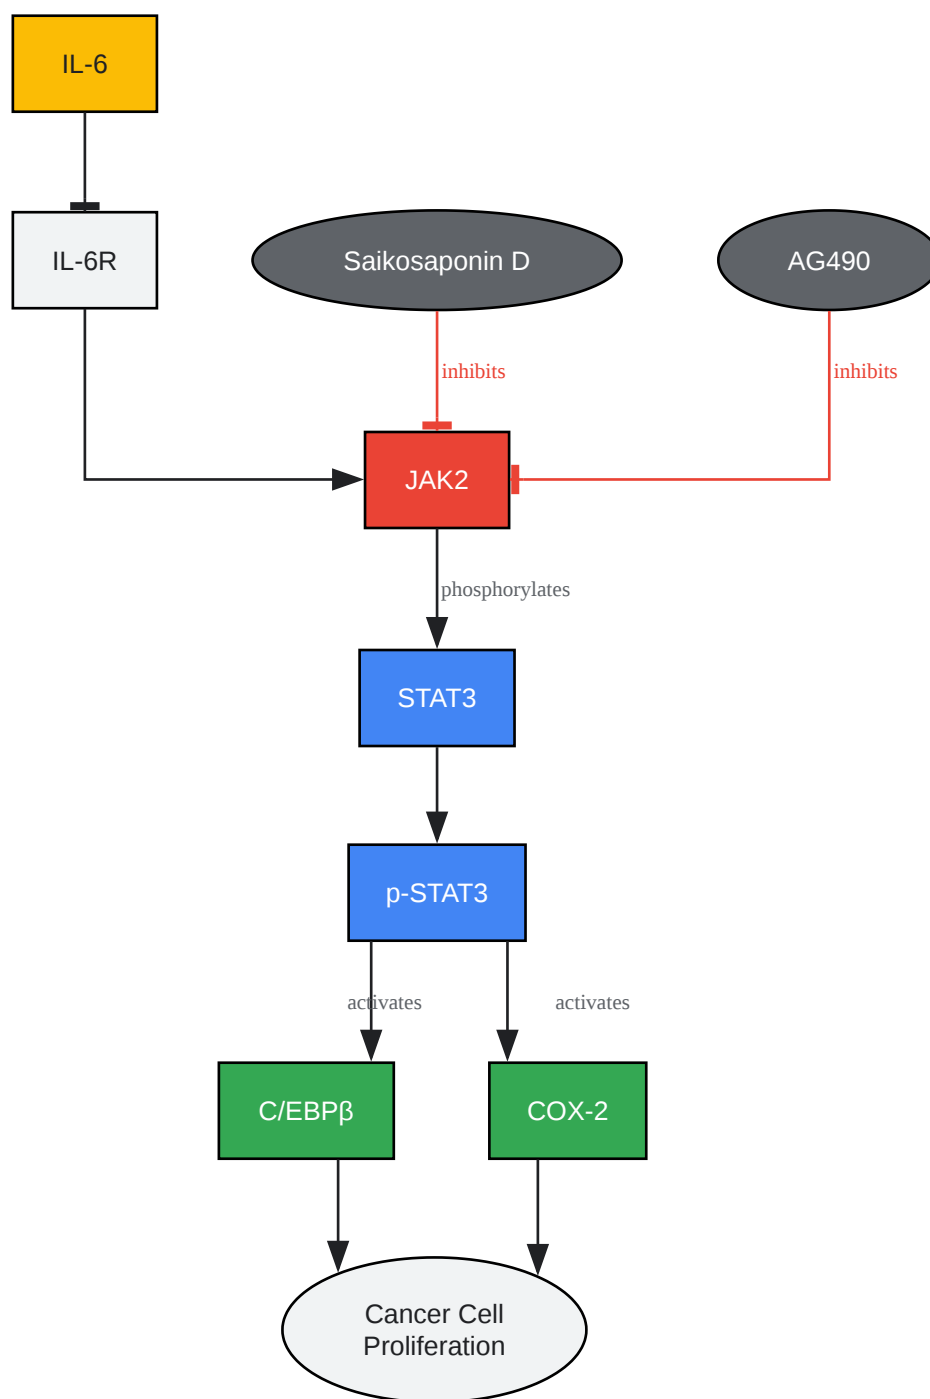 IL-6
IL-6R
Saikosaponin D
AG490
inhibits
inhibits
JAK2
phosphorylates
STAT3
p-STAT3
activates
activates
C/EBPβ
COX-2
Cancer Cell
Proliferation